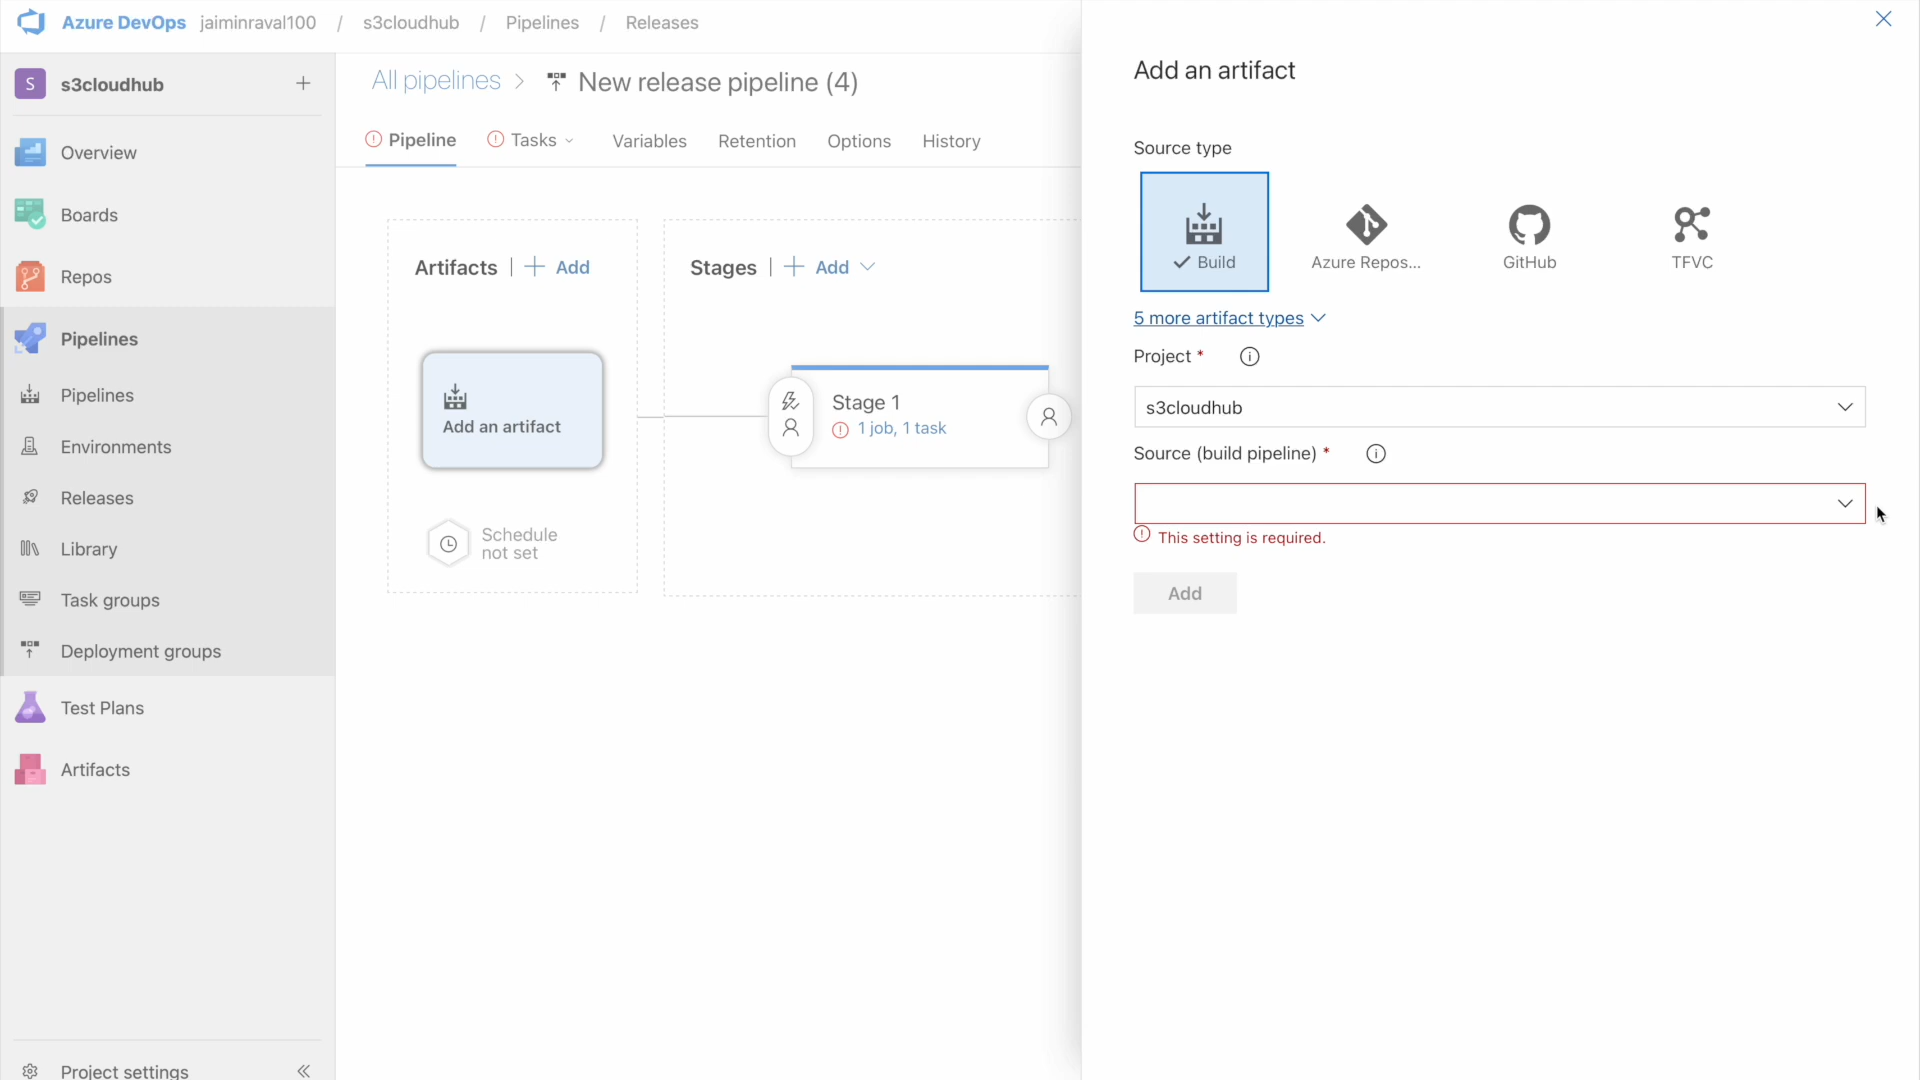 Azure DevOps jaiminraval100 / s3cloudhub / Pipelines / Releases
S s3cloudhub
Overview
Boards
Repos
Pipelines
Pipelines
Environments
Releases
Library
Task groups
Deployment groups
Test Plans
Artifacts
Project settings
All pipelines > New release pipeline (4)
Pipeline Tasks Variables Retention Options History
Artifacts | + Add
Add an artifact
Schedule
not set
Stages | + Add
Stage 1
1 job, 1 task
Add an artifact
Source type
Build
Azure Repos...
GitHub
TFVC
5 more artifact types
Project *
s3cloudhub
Source (build pipeline) *
This setting is required.
Add